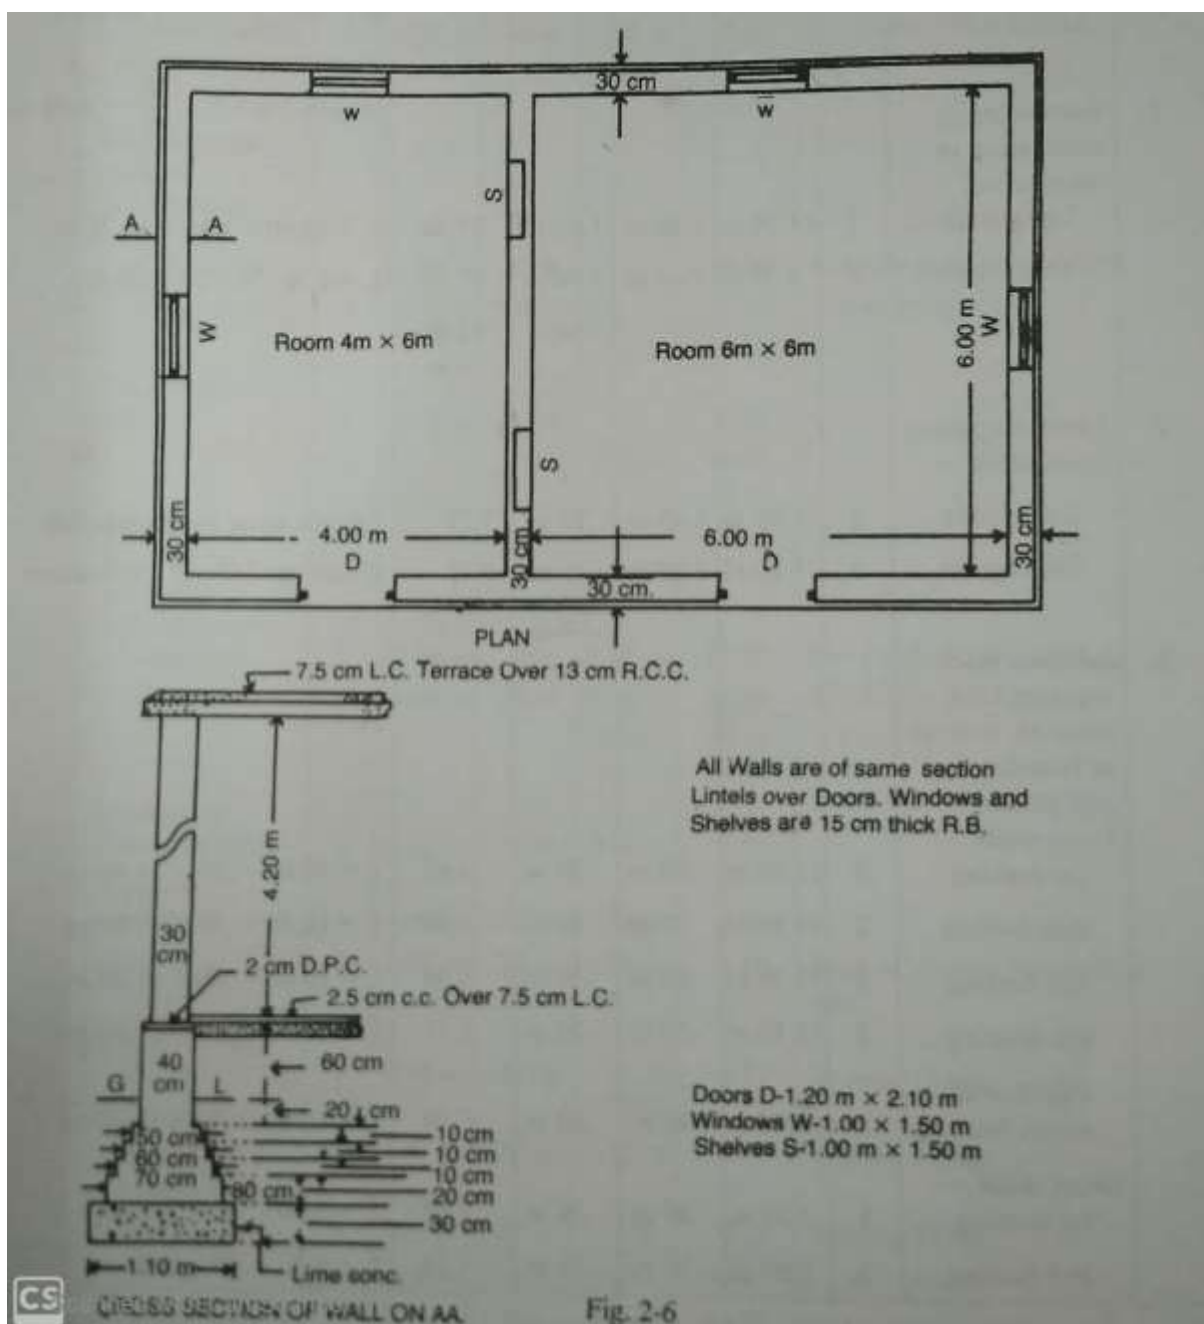 30 cm
W
W
S
A A
W
Room 4m × 6m
Room 6m × 6m
6.00 m
W
S
30 cm
4.00 m
D
30 cm
6.00 m
D
30 cm
30 cm.
PLAN
7.5 cm L.C. Terrace Over 13 cm R.C.C.
All Walls are of same section
Lintels over Doors. Windows and
Shelves are 15 cm thick R.B.
4.20 m
30
cm
2 cm D.P.C.
2.5 cm c.c. Over 7.5 cm L.C.
40
cm
60 cm
G L
20 cm
Doors D-1.20 m × 2.10 m
Windows W-1.00 × 1.50 m
Shelves S-1.00 m × 1.50 m
50 cm
10 cm
60 cm
10 cm
70 cm
10 cm
80 cm
20 cm
30 cm
1.10 m
Lime sonc.
CS
CROSS SECTION OF WALL ON AA.
Fig. 2-6